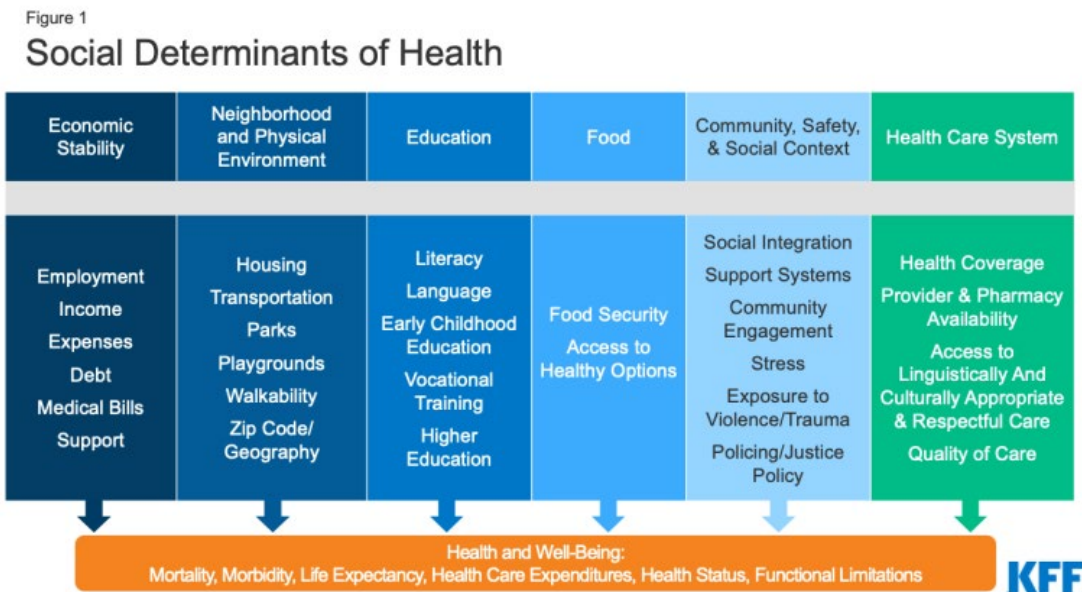 Figure 1
Social Determinants of Health
Economic
Stability
Neighborhood
and Physical
Environment
Education
Food
Community, Safety,
& Social Context
Health Care System
Employment
Income
Expenses
Debt
Medical Bills
Support
Housing
Transportation
Parks
Playgrounds
Walkability
Zip Code/
Geography
Literacy
Language
Early Childhood
Education
Vocational
Training
Higher
Education
Food Security
Access to
Healthy Options
Social Integration
Support Systems
Community
Engagement
Stress
Exposure to
Violence/Trauma
Policing/Justice
Policy
Health Coverage
Provider & Pharmacy
Availability
Access to
Linguistically And
Culturally Appropriate
& Respectful Care
Quality of Care
Health and Well-Being:
Mortality, Morbidity, Life Expectancy, Health Care Expenditures, Health Status, Functional Limitations
KFF